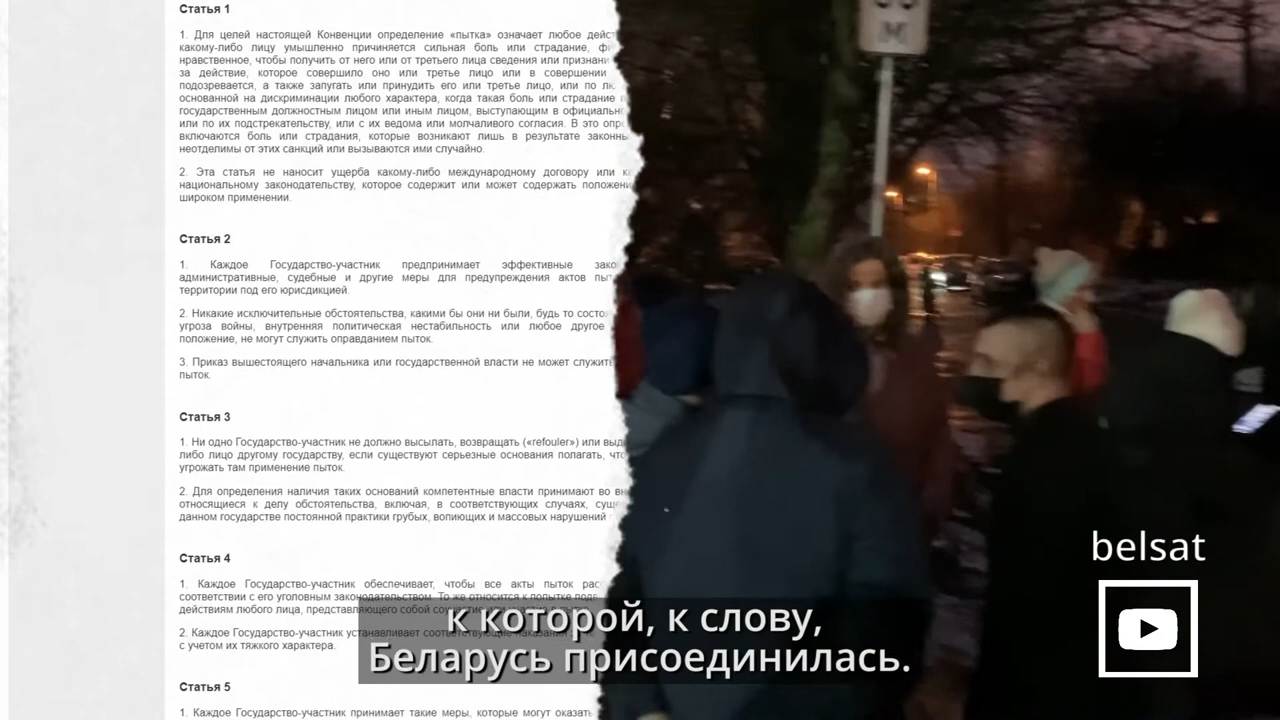 Статья 1
1. Для целей настоящей Конвенции определение «пытка» означает любое
какому-либо лицу умышленно причиняется сильная боль или страдание,
нравственное, чтобы получить от него или от третьего лица сведения или
за действие, которое совершило оно или третье лицо или в совершении
подозревается, а также запугать или принудить его или третье лицо, или по
основанной на дискриминации любого характера, когда такая боль или страдание
государственным должностным лицом или иным лицом, выступающим в
или по их подстрекательству, или с их ведома или молчаливого согласия. В это
включаются боль или страдания, которые возникают лишь в результате
неотделимы от этих санкций или вызываются ими случайно.
2. Эта статья не наносит ущерба какому-либо международному договору или
национальному законодательству, которое содержит или может содержать
широком применении.
Статья 2
1. Каждое Государство-участник предпринимает эффективные
административные, судебные и другие меры для предупреждения актов
территории под его юрисдикцией.
2. Никакие исключительные обстоятельства, какими бы они ни были, будь то
угроза войны, внутренняя политическая нестабильность или любое другое
положение, не могут служить оправданием пыток.
3. Приказ вышестоящего начальника или государственной власти не может служить
пыток.
Статья 3
1. Ни одно Государство-участник не должно высылать, возвращать («refouler») или
либо лицо другому государству, если существуют серьезные основания полагать,
угрожать там применение пыток.
2. Для определения наличия таких оснований компетентные власти принимают во
относящиеся к делу обстоятельства, включая, в соответствующих случаях,
данном государстве постоянной практики грубых, вопиющих и массовых нарушений
Статья 4
1. Каждое Государство-участник обеспечивает, чтобы все акты пыток
соответствии с его уголовным законодательством. То же относится к попытке
действиям любого лица, представляющего собой
2. Каждое Государство-участник устанавливает соответствующие наказания
с учетом их тяжкого характера.
Статья 5
1. Каждое Государство-участник принимает такие меры, которые могут оказать
к которой, к слову,
Беларусь присоединилась.
belsat